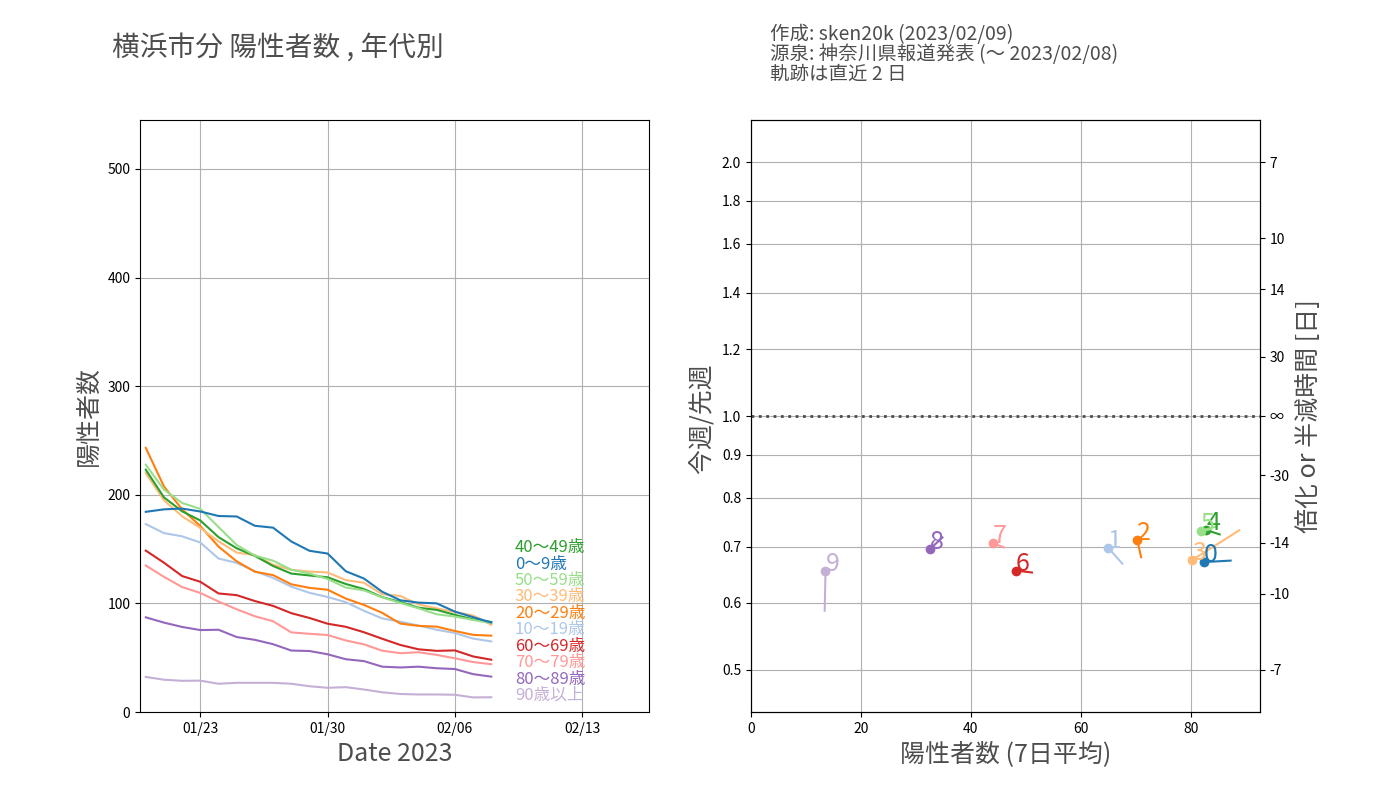 横浜市分 陽性者数 , 年代別
作成: sken20k (2023/02/09)
源泉: 神奈川県報道発表 (～ 2023/02/08)
軌跡は直近 2 日
陽性者数
500
400
300
200
100
0
01/23
01/30
02/06
02/13
Date 2023
40～49歳
0～9歳
50～59歳
30～39歳
20～29歳
10～19歳
60～69歳
70～79歳
80～89歳
90歳以上
今週/先週
2.0
1.8
1.6
1.4
1.2
1.0
0.9
0.8
0.7
0.6
0.5
0
20
40
60
80
陽性者数 (7日平均)
9
8
7
6
1
2
5
4
3
0
7
10
14
30
∞
-30
-14
-10
-7
倍化 or 半減時間 [日]